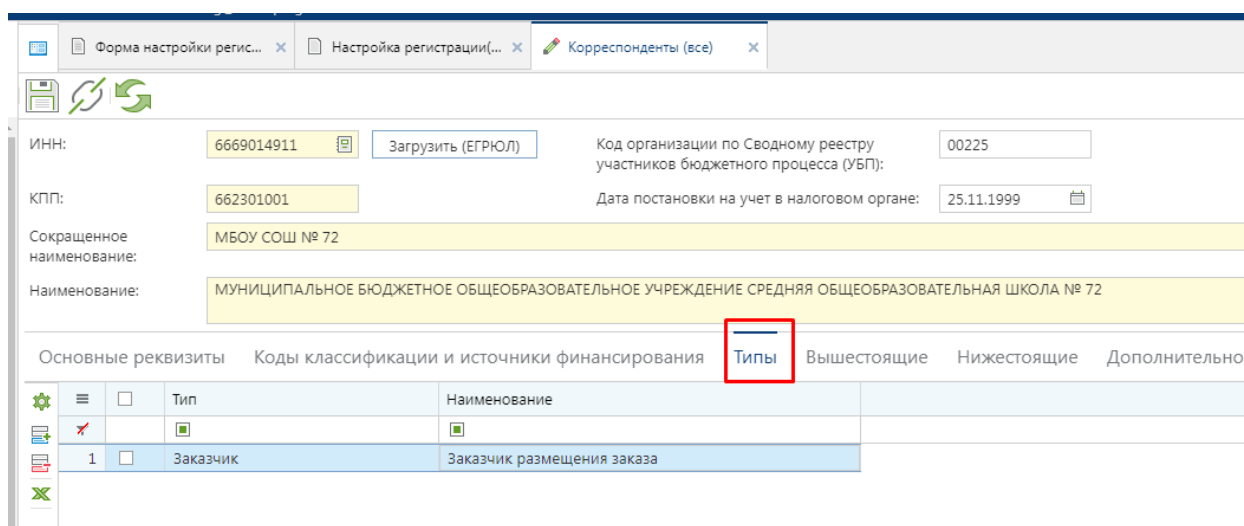 Форма настройки регис...
Настройка регистрации(...
Корреспонденты (все)
ИНН:
6669014911
Загрузить (ЕГРЮЛ)
Код организации по Сводному реестру
участников бюджетного процесса (УБП):
00225
КПП:
662301001
Дата постановки на учет в налоговом органе:
25.11.1999
Сокращенное
наименование:
МБОУ СОШ № 72
Наименование:
МУНИЦИПАЛЬНОЕ БЮДЖЕТНОЕ ОБЩЕОБРАЗОВАТЕЛЬНОЕ УЧРЕЖДЕНИЕ СРЕДНЯЯ ОБЩЕОБРАЗОВАТЕЛЬНАЯ ШКОЛА № 72
Основные реквизиты Коды классификации и источники финансирования Типы Вышестоящие Нижестоящие Дополнительно
Тип Наименование
1 Заказчик Заказчик размещения заказа